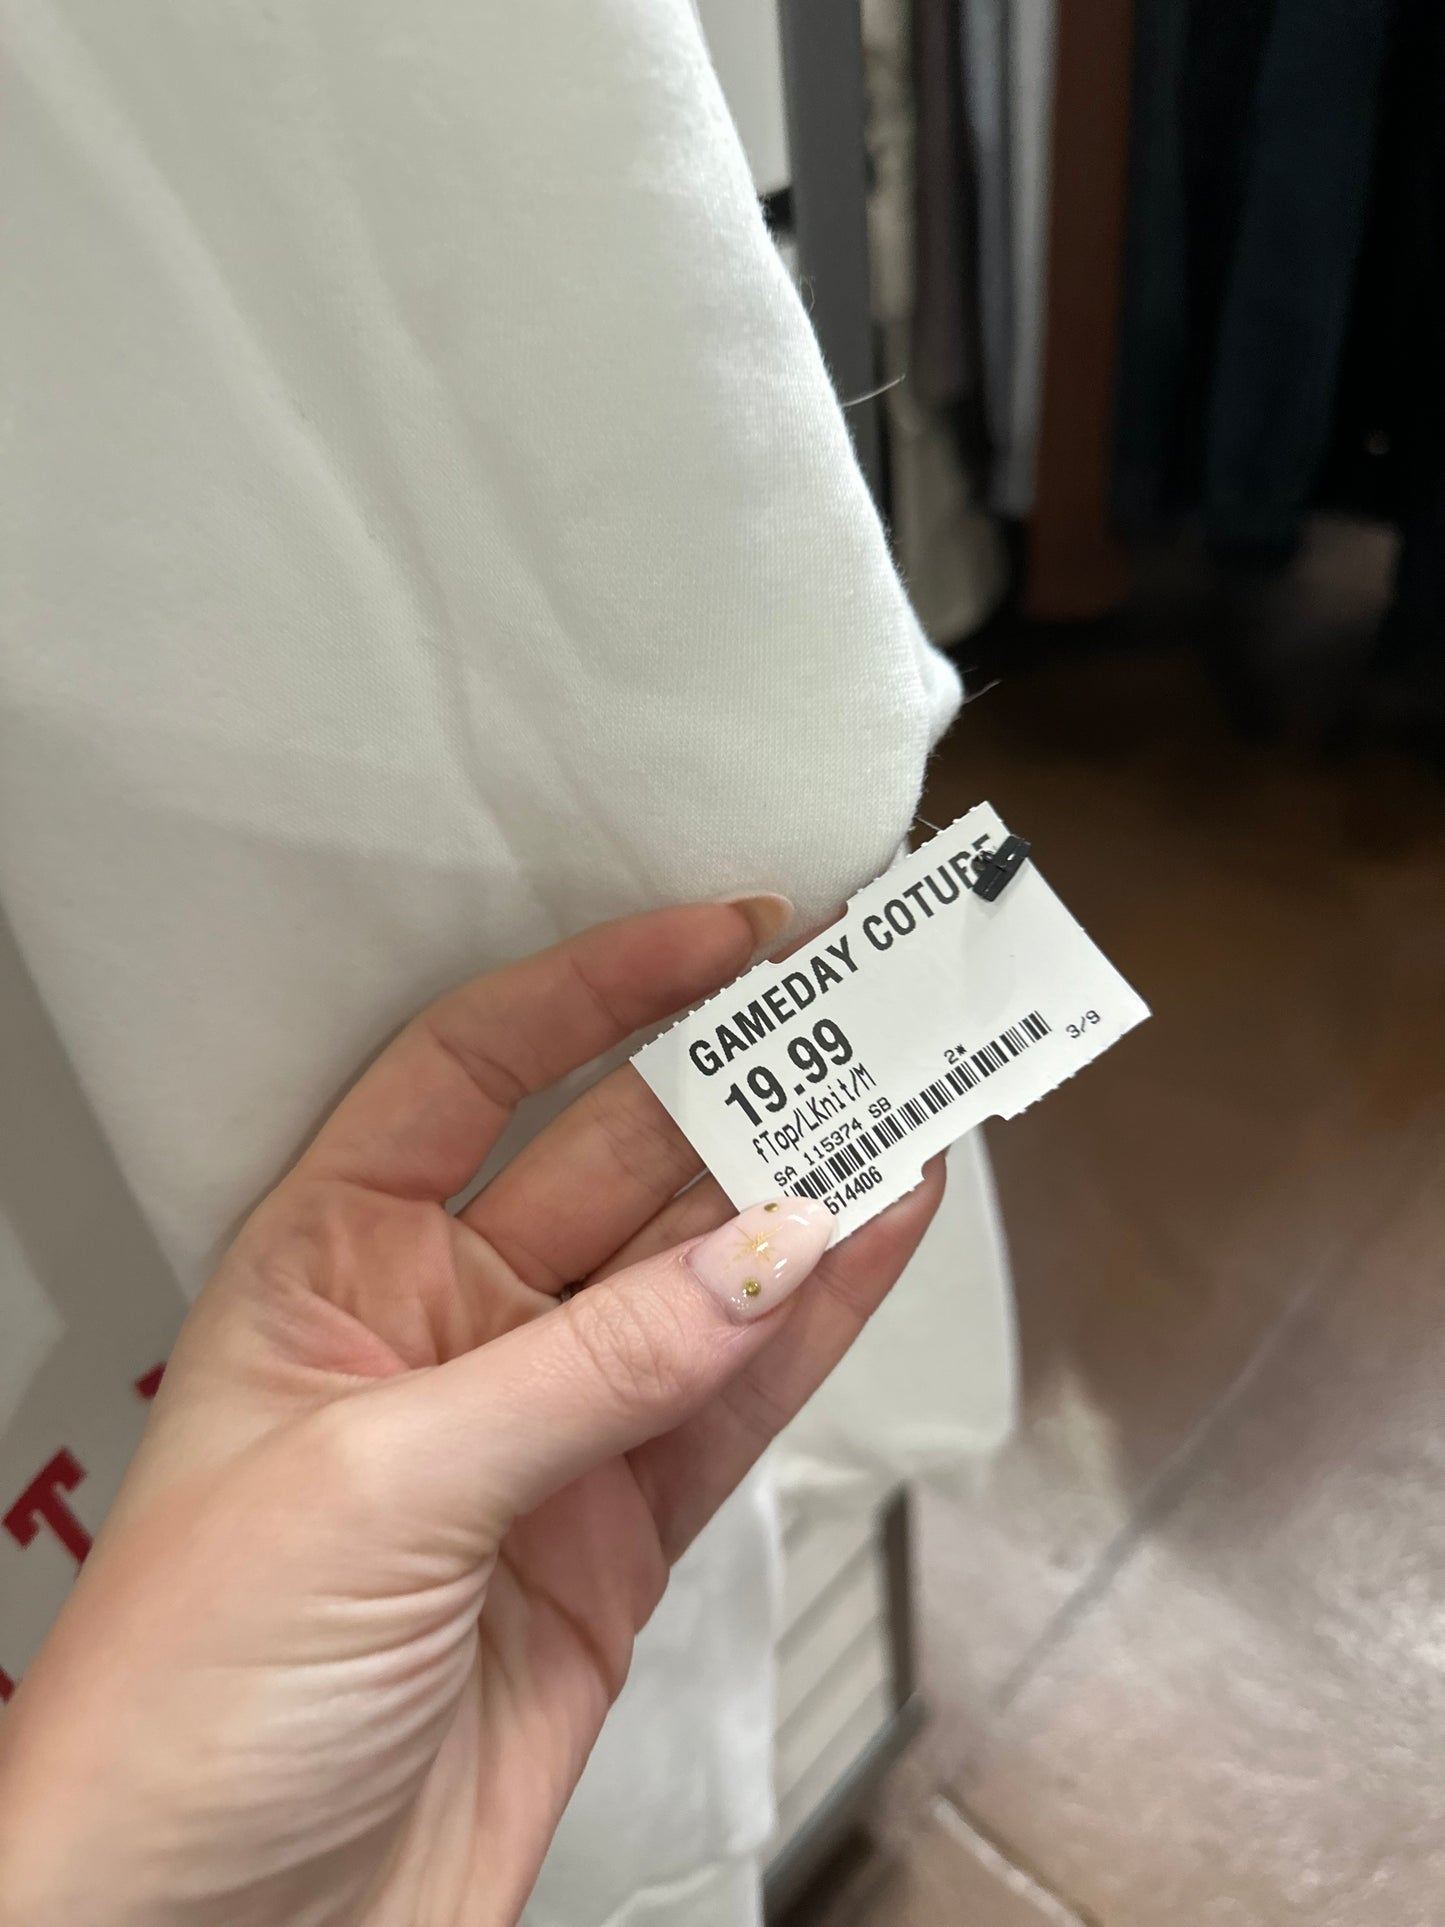 GAMEDAY COTURE
19.99
fTop/LKnit/M
2* 3/9
SA 115374 SB
514406
T